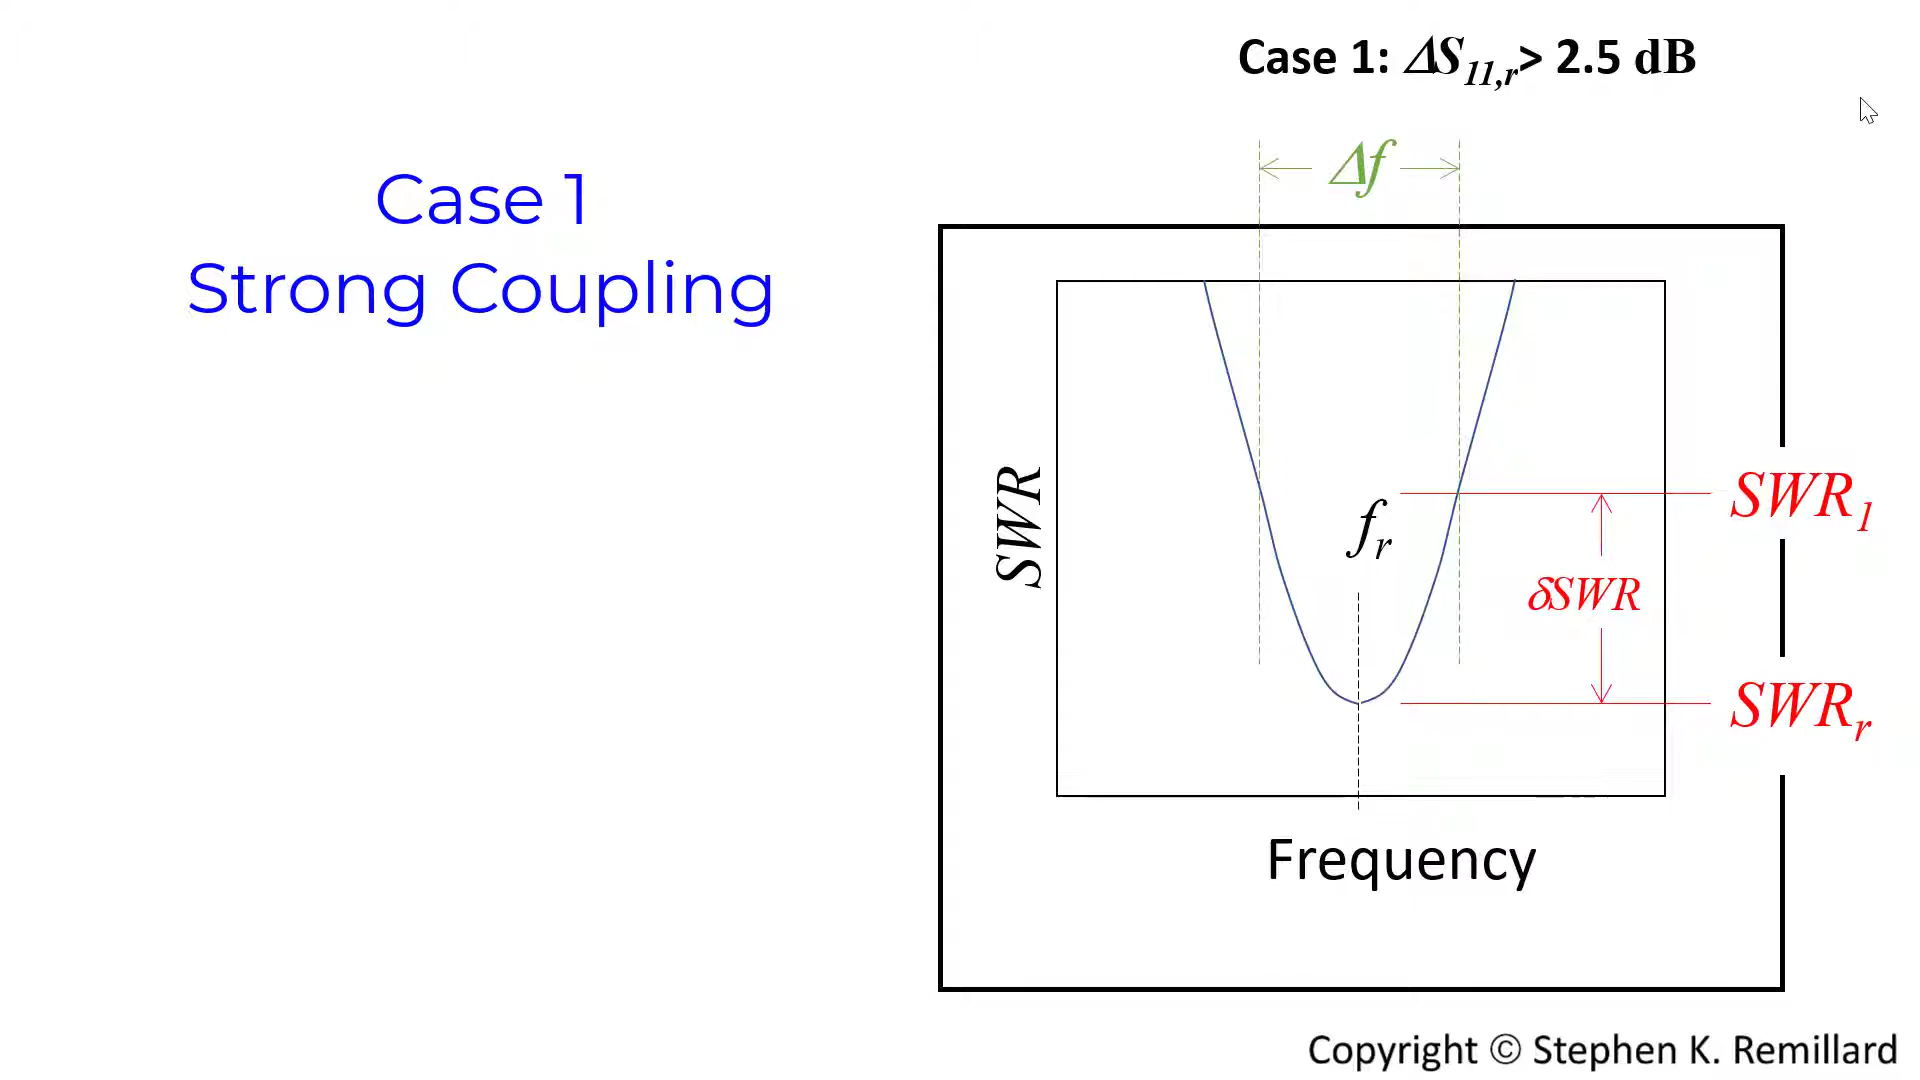 Case 1: ΔS11,r> 2.5 dB
Δf
Case 1
Strong Coupling
SWR
fr
SWR1
δSWR
SWRr
Frequency
Copyright © Stephen K. Remillard